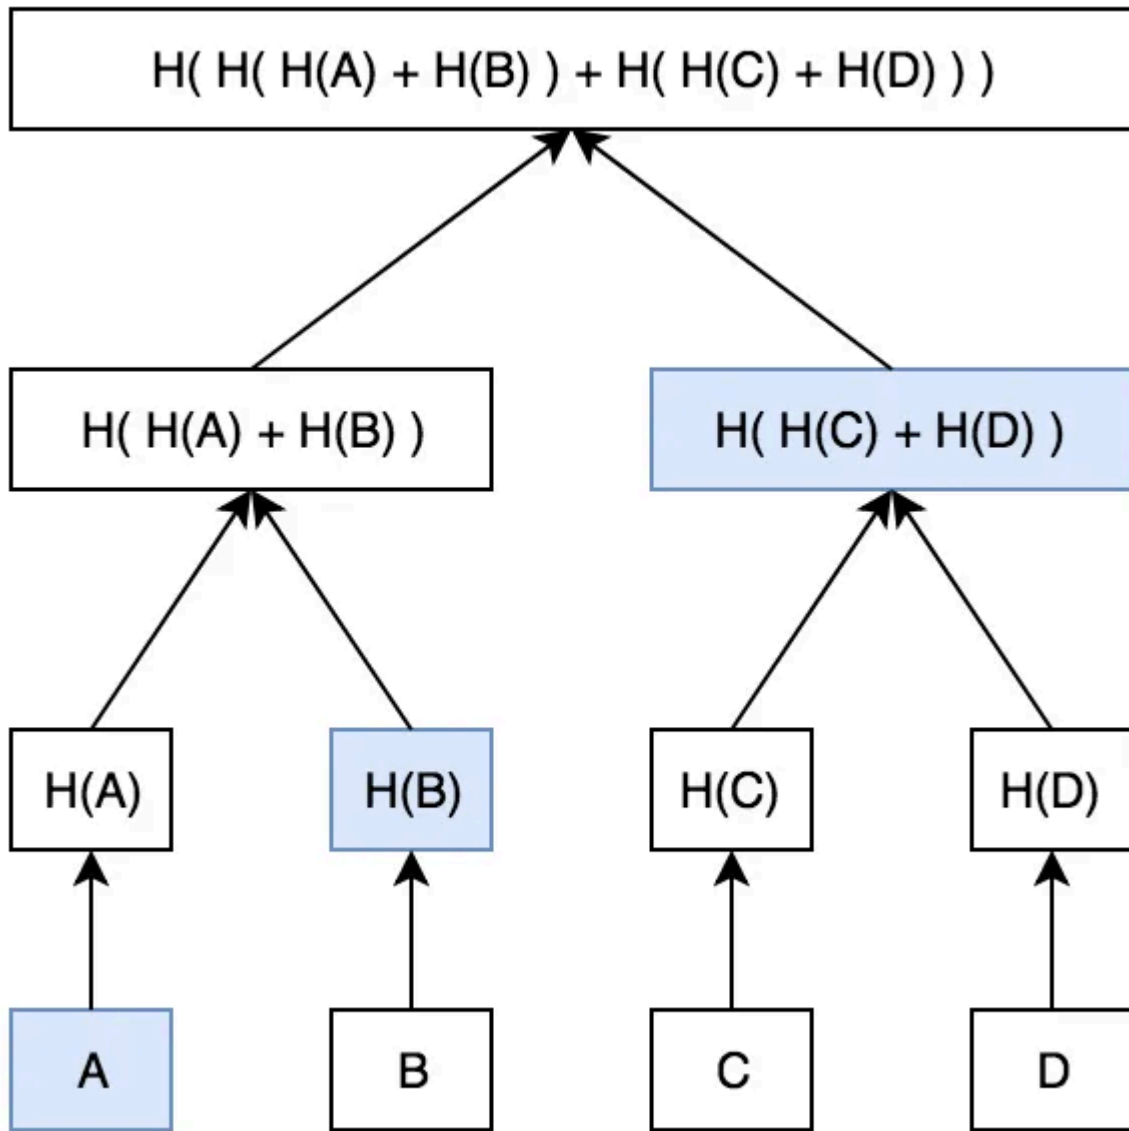 H( H( H(A) + H(B) ) + H( H(C) + H(D) ) )
H( H(A) + H(B) )
H( H(C) + H(D) )
H(A)
H(B)
H(C)
H(D)
A
B
C
D